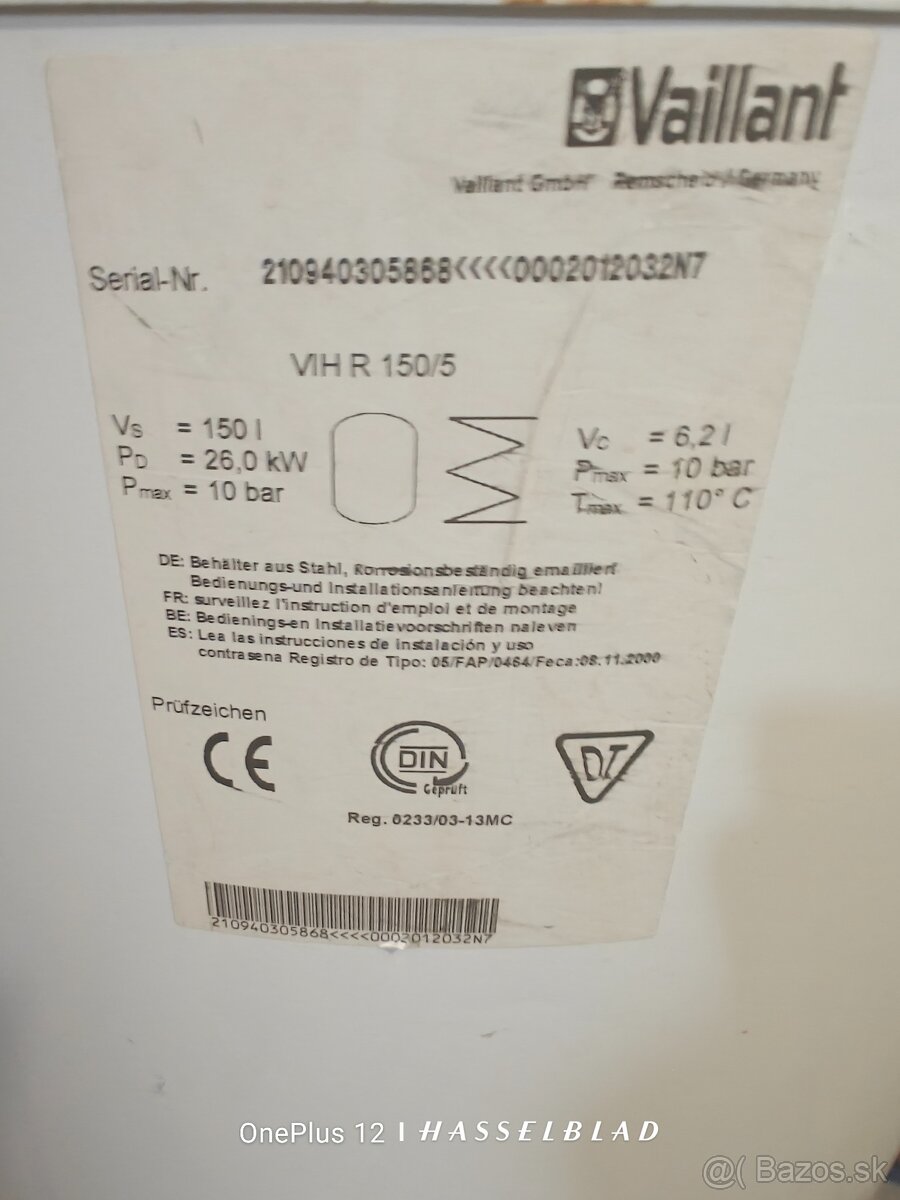 Vaillant
Vaillant GmbH Remscheid / Germany
Serial-Nr. 210940305868<<<<0002012032N7
VIH R 150/5
Vs = 150 l
PD = 26,0 kW
Pmax = 10 bar
Vc = 6,2 l
Pmax = 10 bar
Tmax = 110° C
DE: Behälter aus Stahl, Korrosionsbeständig emailliert
Bedienungs-und Installationsanleitung beachten!
FR: surveillez l'instruction d'emploi et de montage
BE: Bedienings-en Installatievoorschriften naleven
ES: Lea las instrucciones de instalación y uso
contrasena Registro de Tipo: 05/FAP/0464/Feca:08.11.2000
Prüfzeichen
CE
DIN
Geprüft
Reg. 0233/03-13MC
210940305868<<<<0002012032N7
OnePlus 12 | HASSELBLAD
@( Bazos.sk